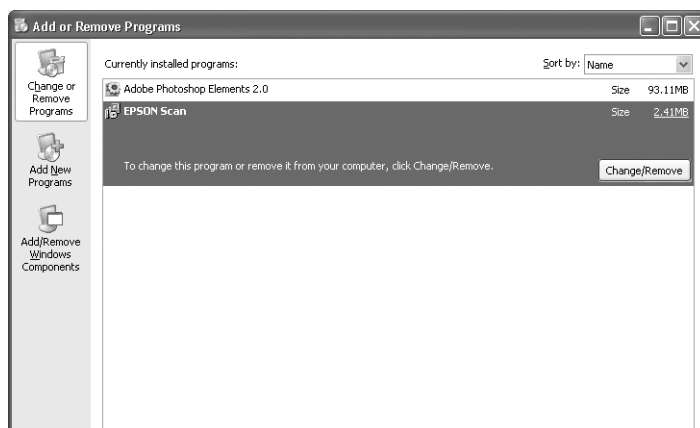 Add or Remove Programs
Change or
Remove
Programs
Add New
Programs
Add/Remove
Windows
Components
Currently installed programs:
Sort by: Name
Adobe Photoshop Elements 2.0 Size 93.11MB
EPSON Scan Size 2.41MB
To change this program or remove it from your computer, click Change/Remove. Change/Remove